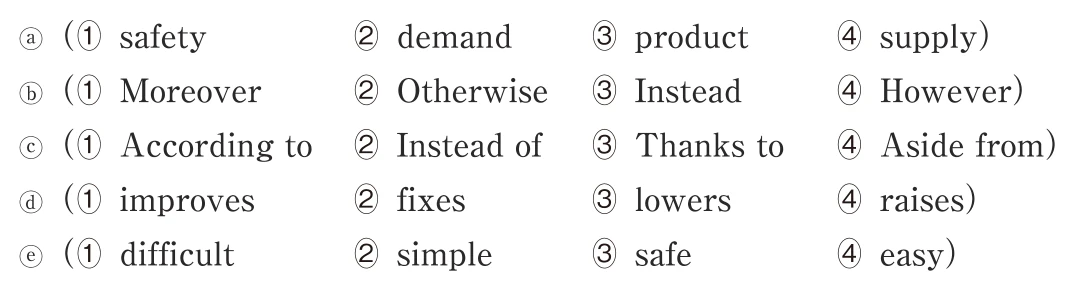 ⓐ (① safety ② demand ③ product ④ supply)
ⓑ (① Moreover ② Otherwise ③ Instead ④ However)
ⓒ (① According to ② Instead of ③ Thanks to ④ Aside from)
ⓓ (① improves ② fixes ③ lowers ④ raises)
ⓔ (① difficult ② simple ③ safe ④ easy)